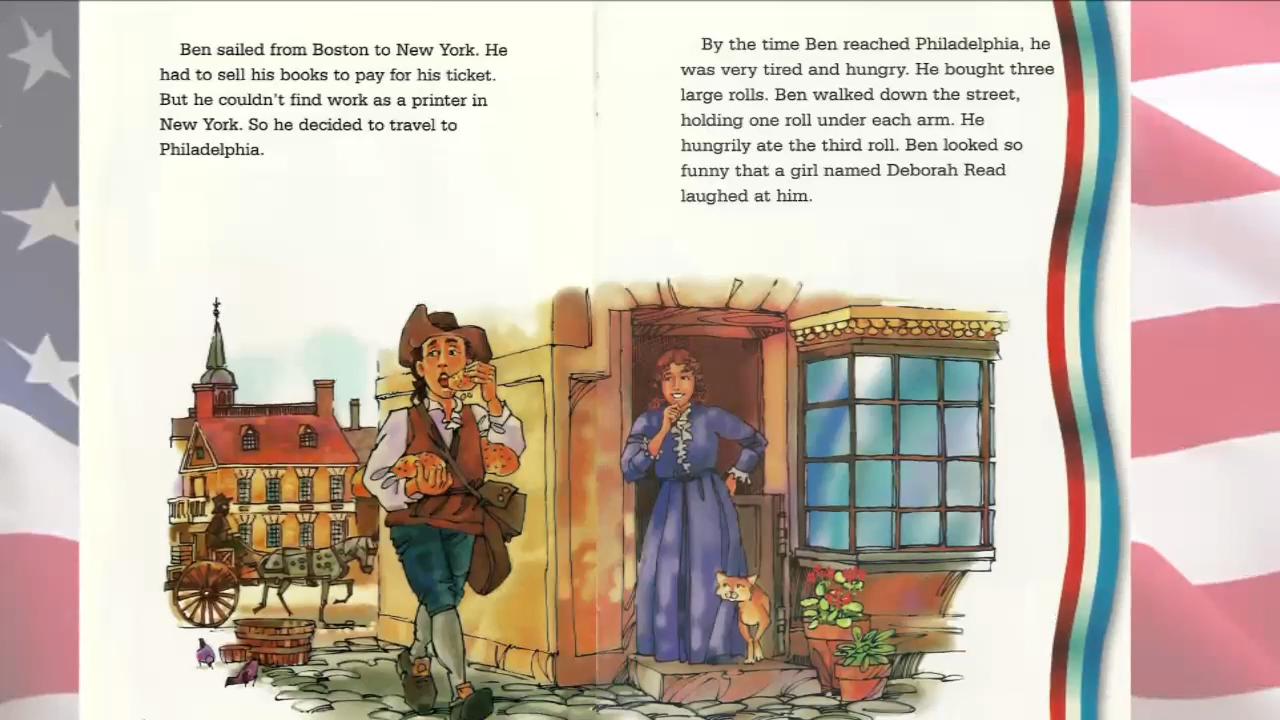 Ben sailed from Boston to New York. He
had to sell his books to pay for his ticket.
But he couldn't find work as a printer in
New York. So he decided to travel to
Philadelphia.
By the time Ben reached Philadelphia, he
was very tired and hungry. He bought three
large rolls. Ben walked down the street,
holding one roll under each arm. He
hungrily ate the third roll. Ben looked so
funny that a girl named Deborah Read
laughed at him.